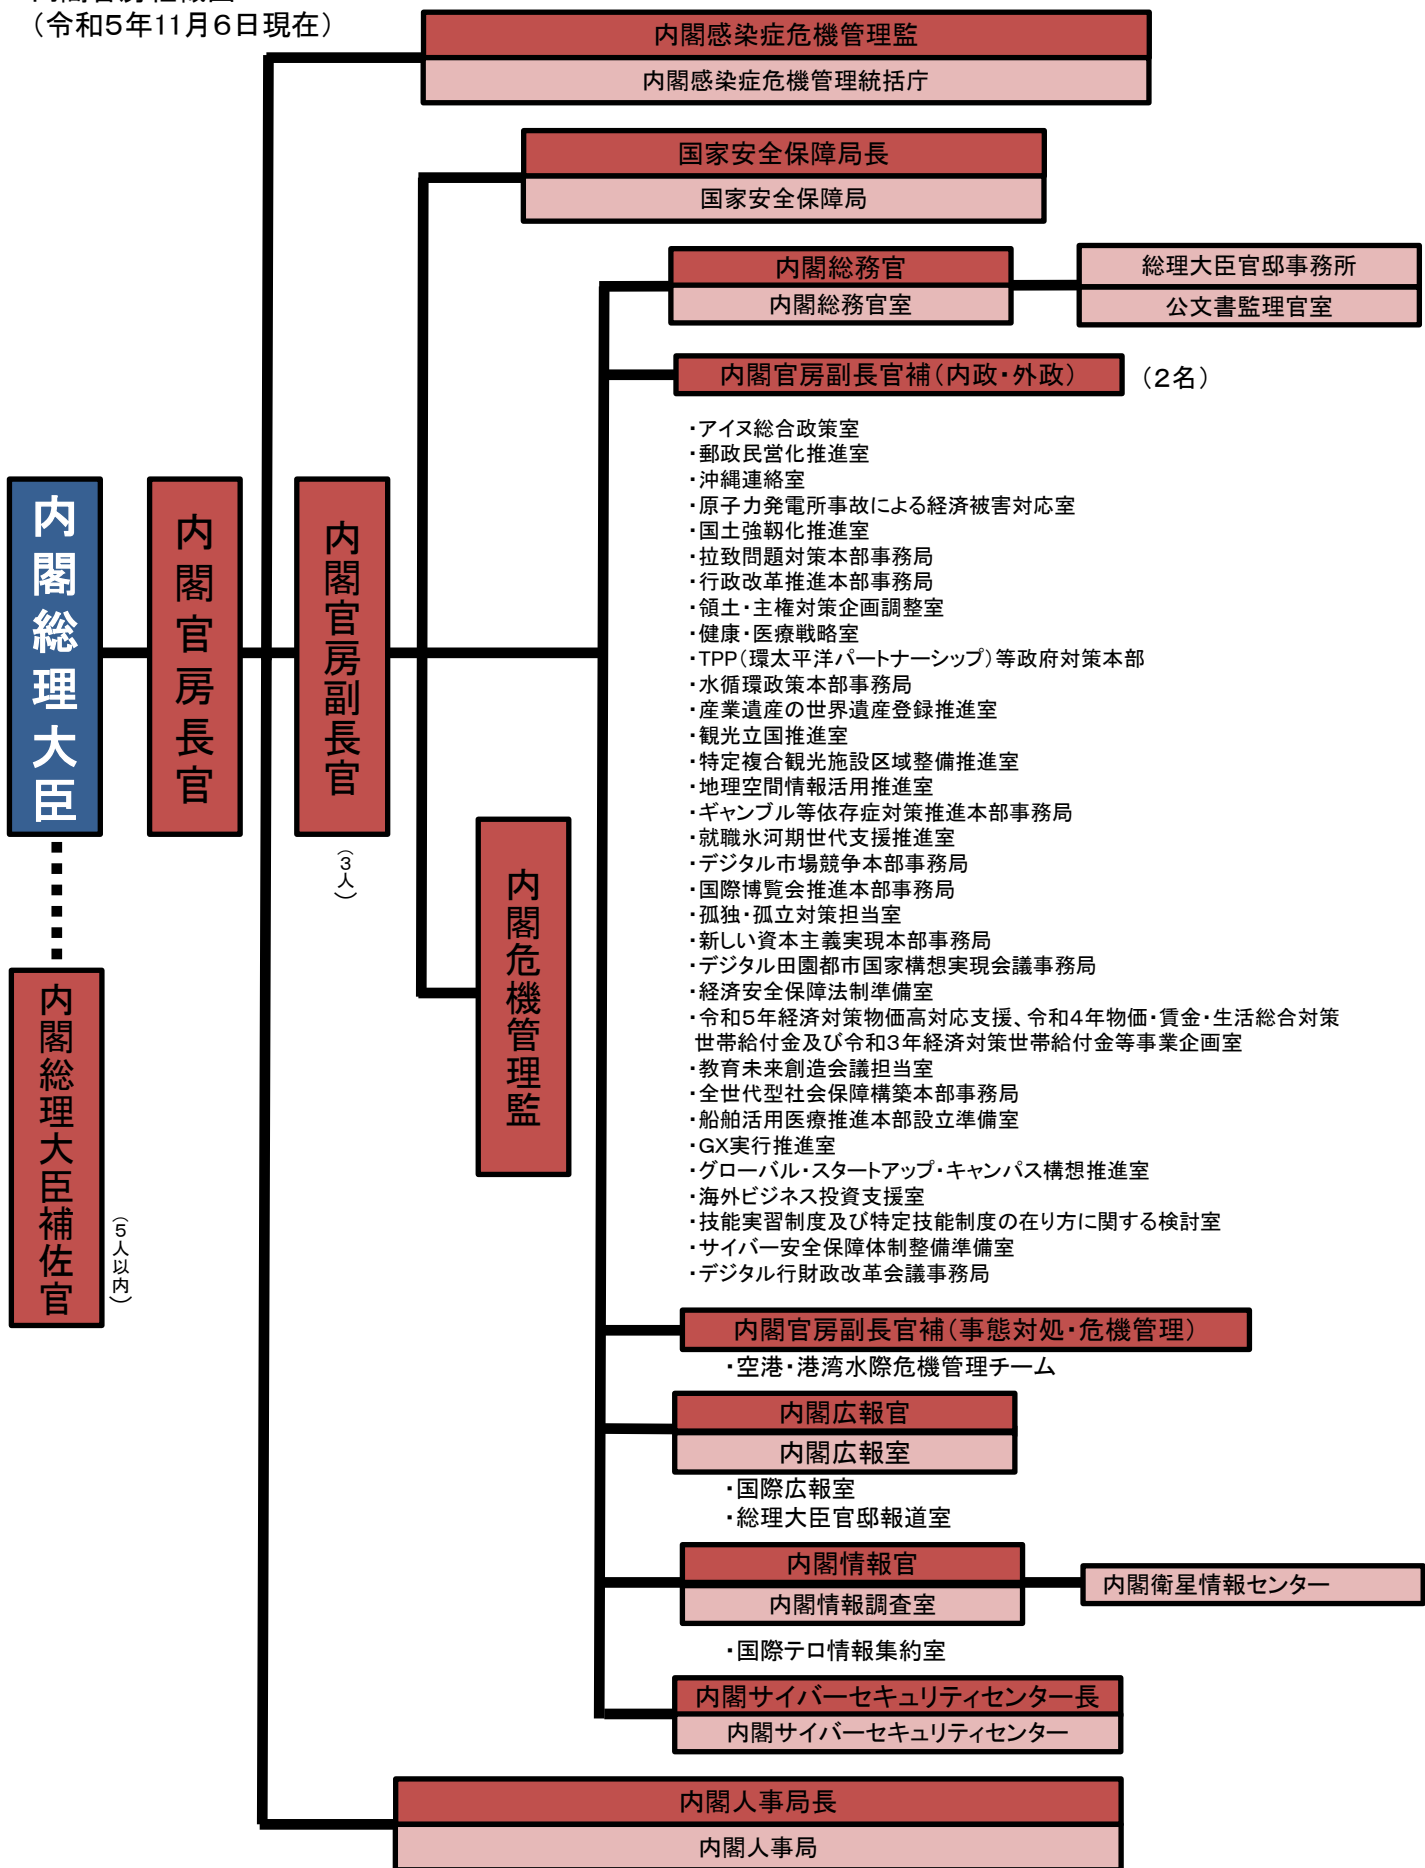 （令和5年11月6日現在）
内閣感染症危機管理監
内閣感染症危機管理統括庁
国家安全保障局長
国家安全保障局
内閣総務官
内閣総務官室
総理大臣官邸事務所
公文書監理官室
内閣官房副長官補（内政・外政）
（２名）
・アイヌ総合政策室
・郵政民営化推進室
・沖縄連絡室
・原子力発電所事故による経済被害対応室
・国土強靱化推進室
・拉致問題対策本部事務局
・行政改革推進本部事務局
・領土・主権対策企画調整室
・健康・医療戦略室
・TPP（環太平洋パートナーシップ）等政府対策本部
・水循環政策本部事務局
・産業遺産の世界遺産登録推進室
・観光立国推進室
・特定複合観光施設区域整備推進室
・地理空間情報活用推進室
・ギャンブル等依存症対策推進本部事務局
・就職氷河期世代支援推進室
・デジタル市場競争本部事務局
・国際博覧会推進本部事務局
・孤独・孤立対策担当室
・新しい資本主義実現本部事務局
・デジタル田園都市国家構想実現会議事務局
・経済安全保障法制準備室
・令和５年経済対策物価高対応支援、令和４年物価・賃金・生活総合対策
世帯給付金及び令和３年経済対策世帯給付金等事業企画室
・教育未来創造会議担当室
・全世代型社会保障構築本部事務局
・船舶活用医療推進本部設立準備室
・GX実行推進室
・グローバル・スタートアップ・キャンパス構想推進室
・海外ビジネス投資支援室
・技能実習制度及び特定技能制度の在り方に関する検討室
・サイバー安全保障体制整備準備室
・デジタル行財政改革会議事務局
内閣総理大臣
内閣官房長官
内閣官房副長官
（３人）
内閣危機管理監
内閣総理大臣補佐官
（５人以内）
内閣官房副長官補（事態対処・危機管理）
・空港・港湾水際危機管理チーム
内閣広報官
内閣広報室
・国際広報室
・総理大臣官邸報道室
内閣情報官
内閣情報調査室
内閣衛星情報センター
・国際テロ情報集約室
内閣サイバーセキュリティセンター長
内閣サイバーセキュリティセンター
内閣人事局長
内閣人事局